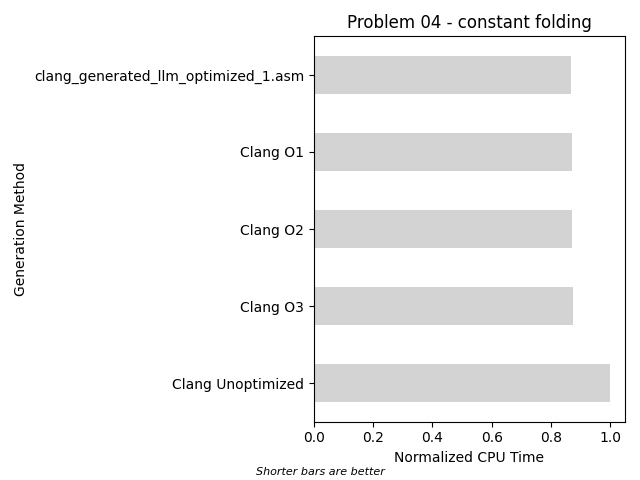 Problem 04 - constant folding
clang_generated_llm_optimized_1.asm
Clang O1
Clang O2
Clang O3
Clang Unoptimized
Generation Method
0.0 0.2 0.4 0.6 0.8 1.0
Normalized CPU Time
Shorter bars are better